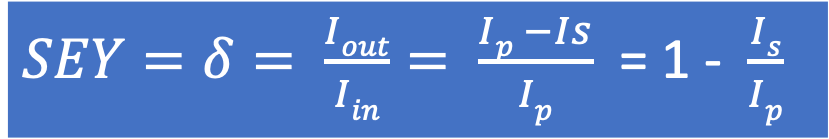 SEY = δ = I_out/I_in = I_p – Is/I_p = 1 - I_s/I_p